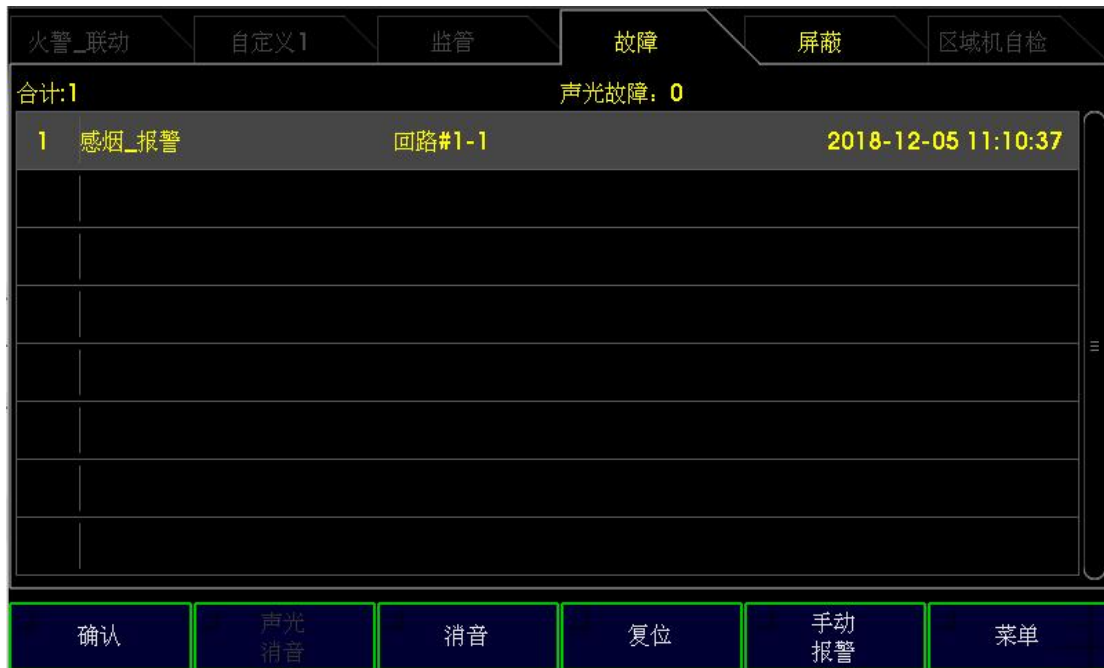 火警_联动 自定义1 监管 故障 屏蔽 区域机自检
合计:1 声光故障：0
1 感烟_报警 回路#1-1 2018-12-05 11:10:37
确认 声光消音 消音 复位 手动报警 菜单